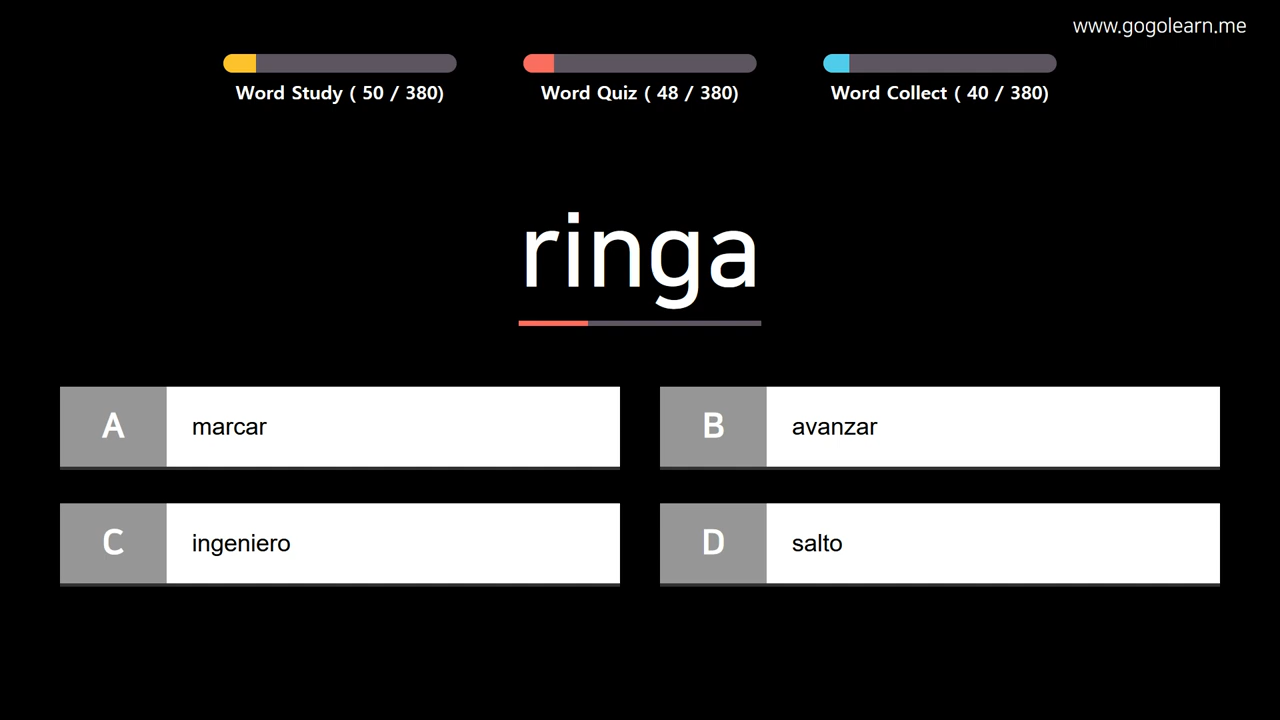 www.gogolearn.me
Word Study ( 50 / 380)
Word Quiz ( 48 / 380)
Word Collect ( 40 / 380)
ringa
A marcar
B avanzar
C ingeniero
D salto